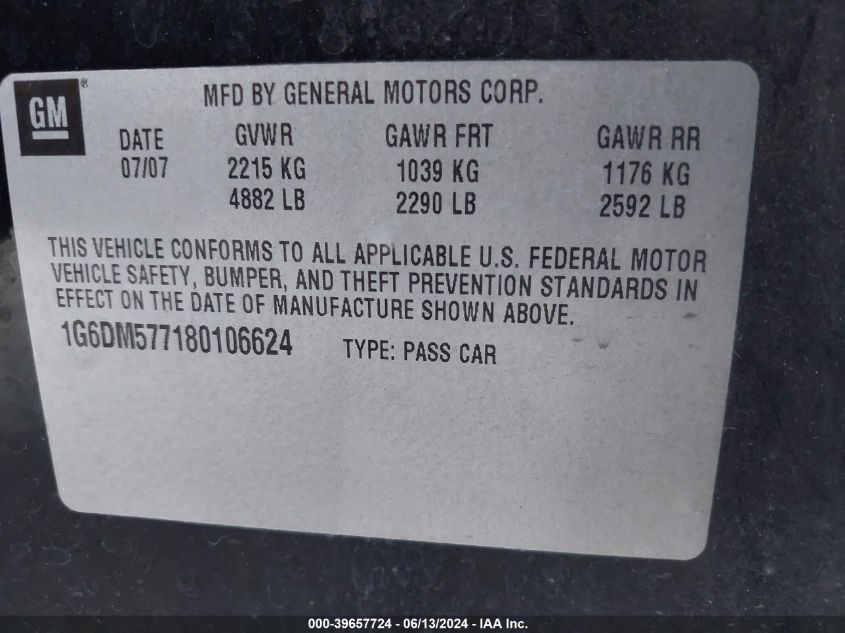 GM®
MFD BY GENERAL MOTORS CORP.
DATE GVWR GAWR FRT GAWR RR
07/07 2215 KG 1039 KG 1176 KG
4882 LB 2290 LB 2592 LB
THIS VEHICLE CONFORMS TO ALL APPLICABLE U.S. FEDERAL MOTOR
VEHICLE SAFETY, BUMPER, AND THEFT PREVENTION STANDARDS IN
EFFECT ON THE DATE OF MANUFACTURE SHOWN ABOVE.
1G6DM577180106624 TYPE: PASS CAR
000-39657724 - 06/13/2024 - IAA Inc.